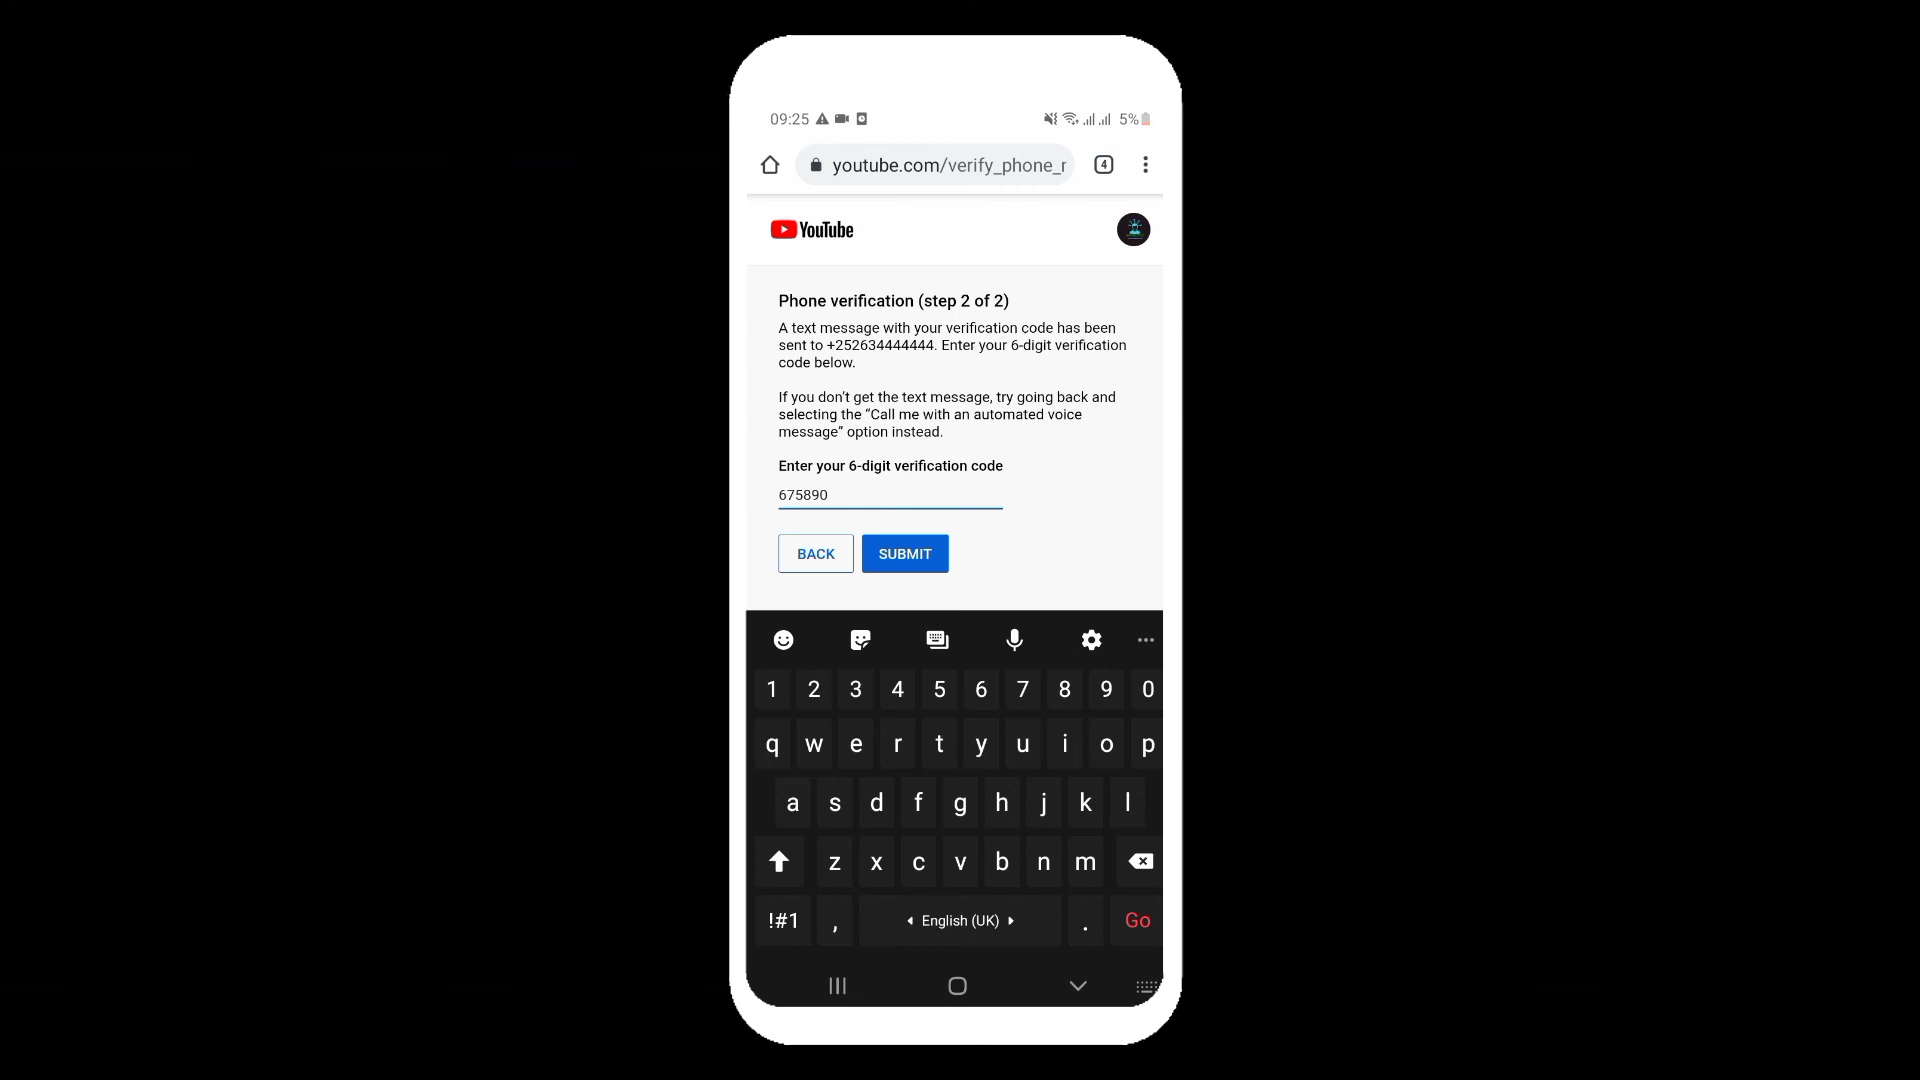 09:25 5%
youtube.com/verify_phone_r 4
YouTube
Phone verification (step 2 of 2)
A text message with your verification code has been
sent to +252634444444. Enter your 6-digit verification
code below.
If you don't get the text message, try going back and
selecting the “Call me with an automated voice
message” option instead.
Enter your 6-digit verification code
675890
BACK SUBMIT
1 2 3 4 5 6 7 8 9 0
q w e r t y u i o p
a s d f g h j k l
z x c v b n m
!#1 , English (UK) . Go